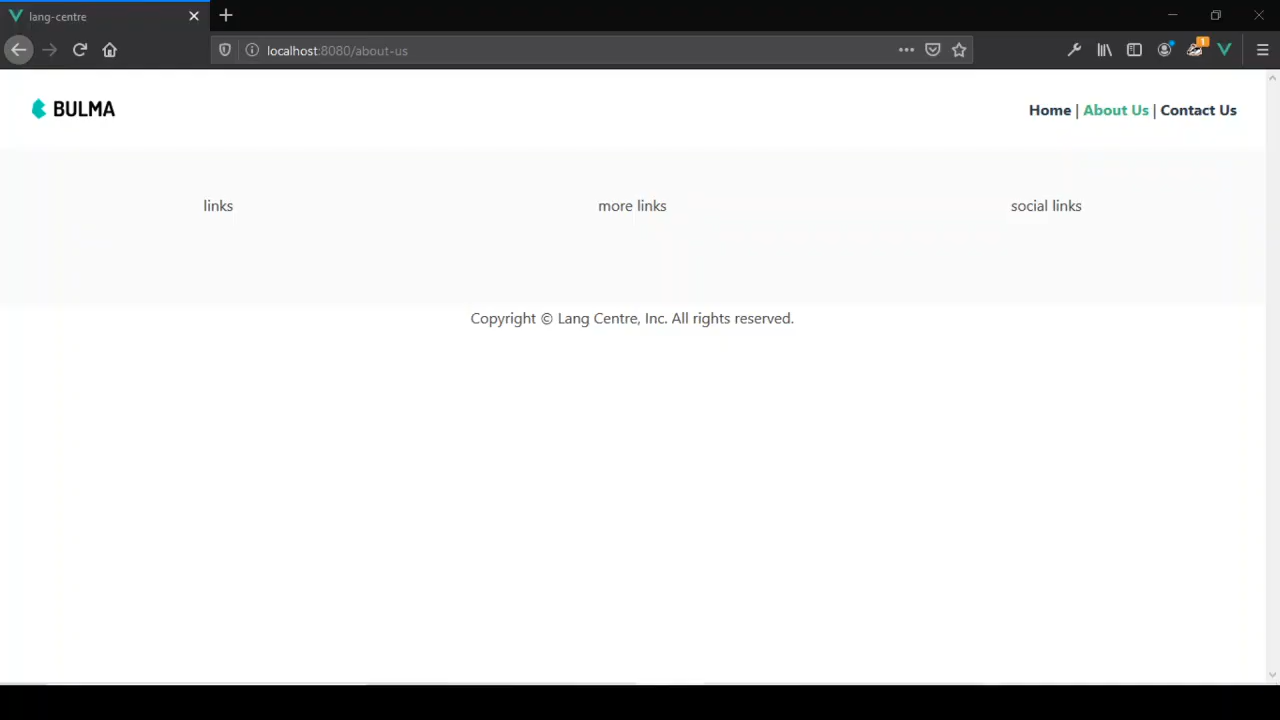 lang-centre
localhost:8080/about-us
1
BULMA
Home | About Us | Contact Us
links more links social links
Copyright © Lang Centre, Inc. All rights reserved.